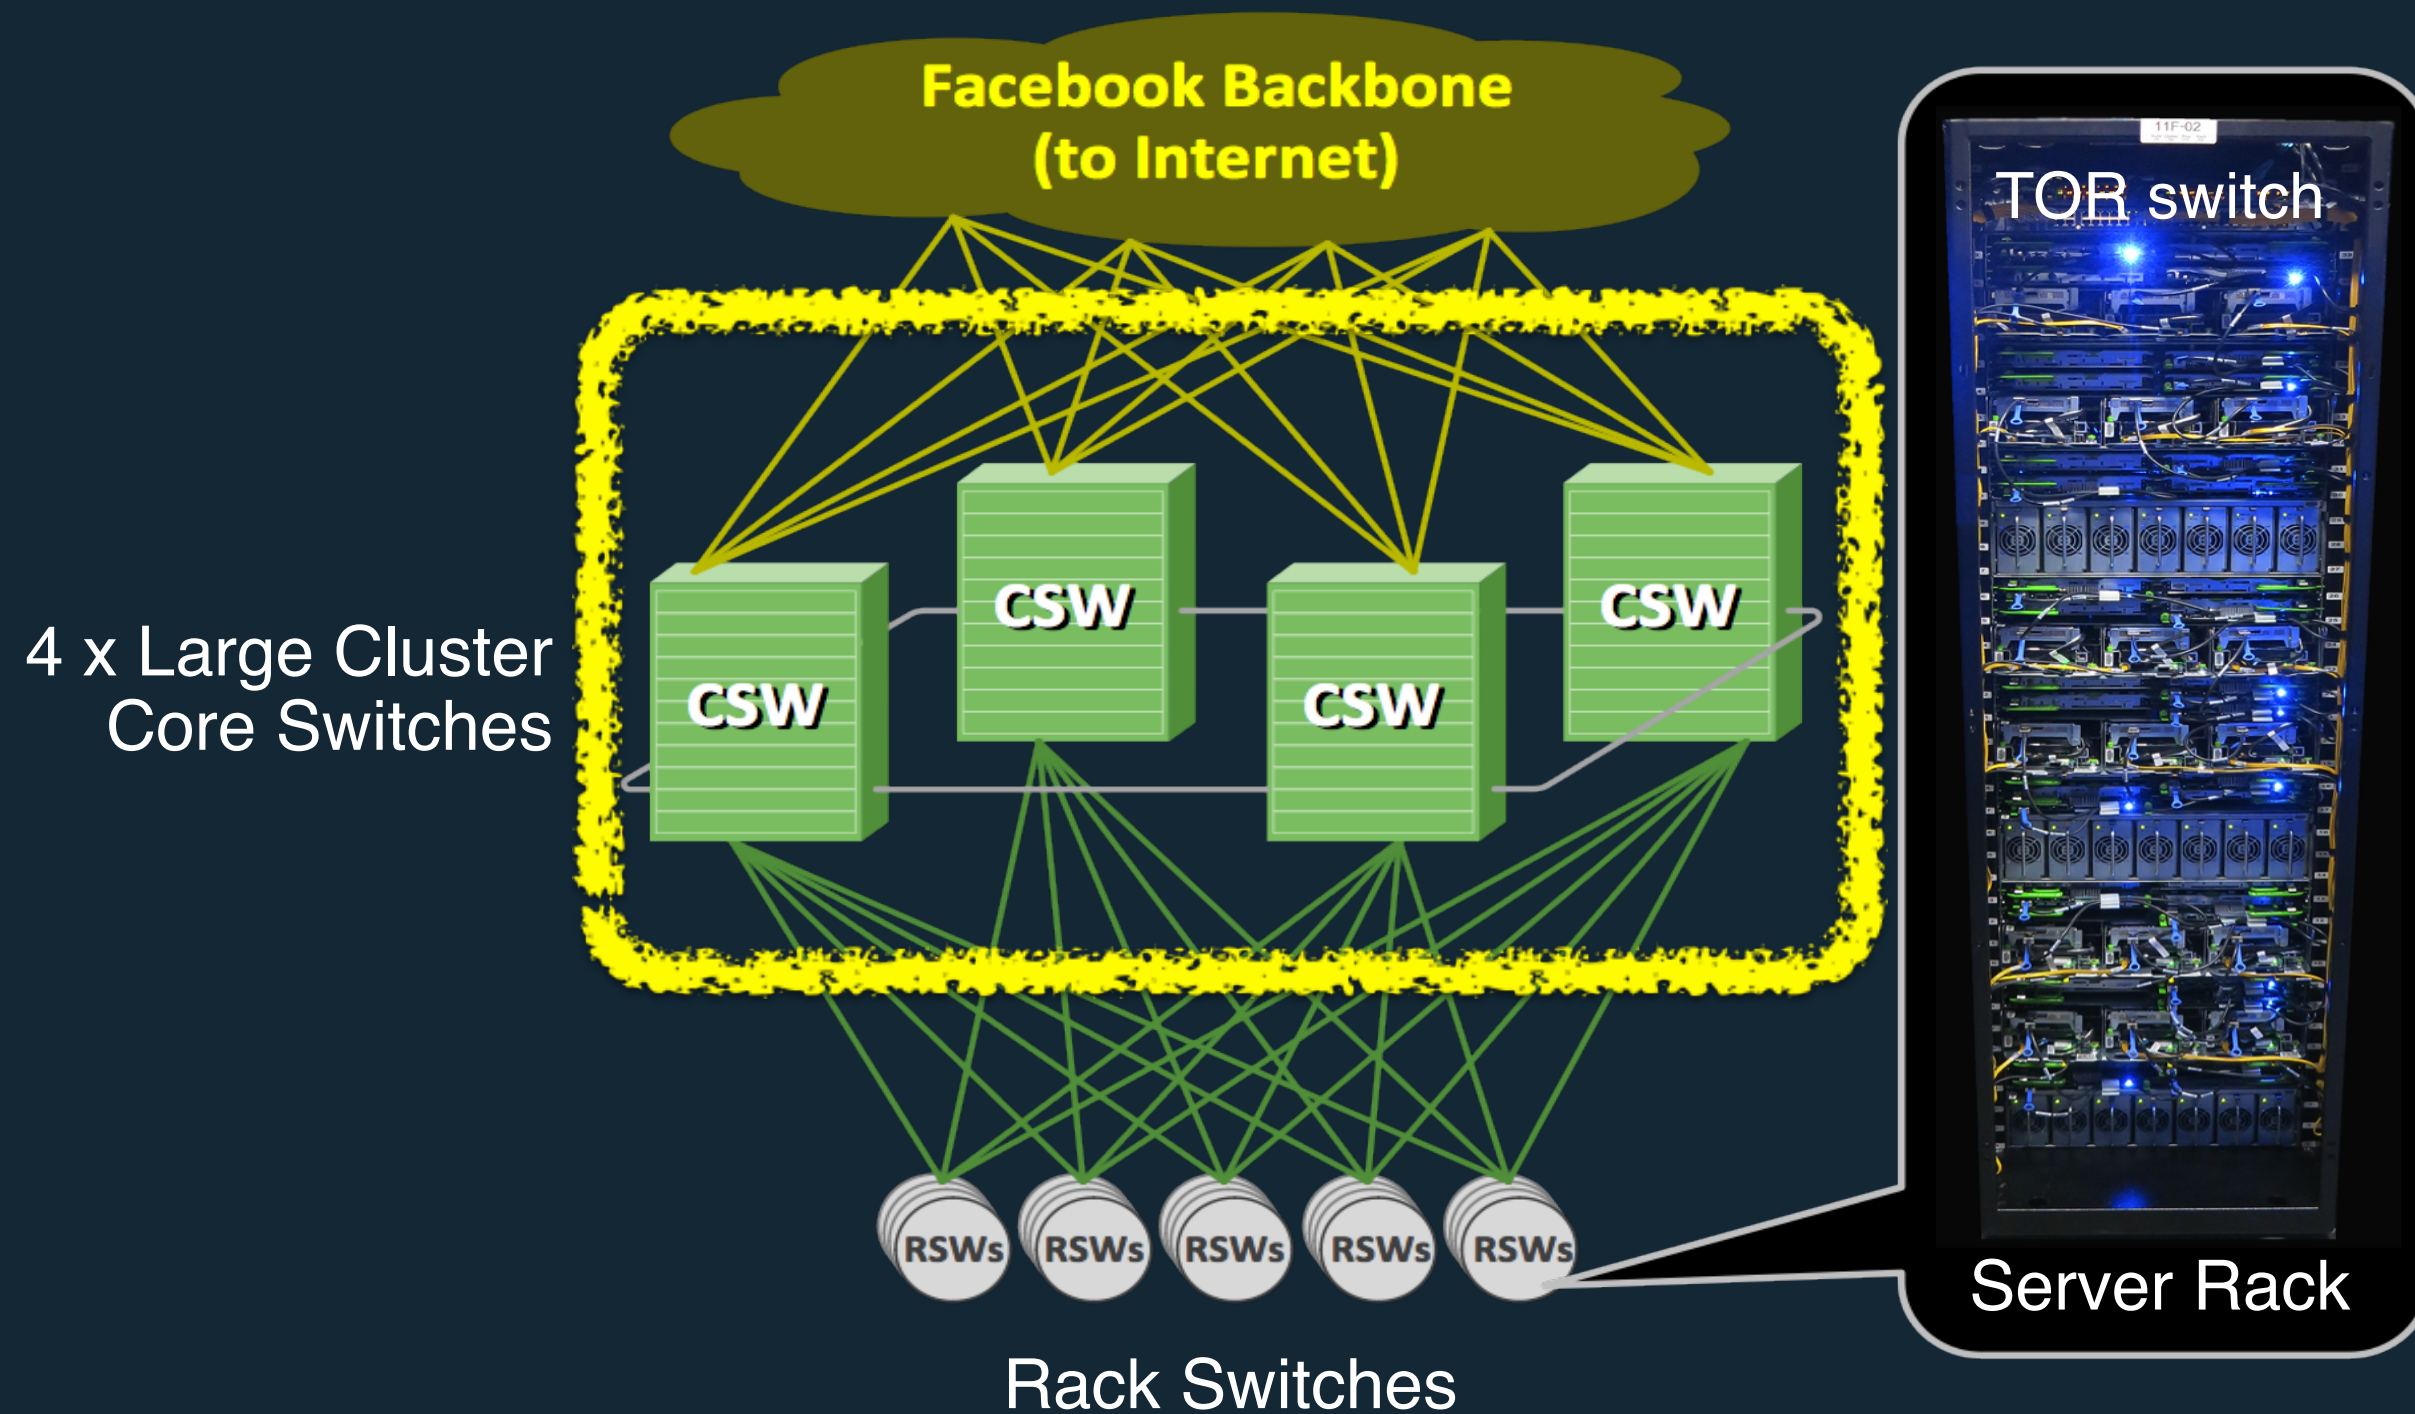 Facebook Backbone
(to Internet)
11F-02
TOR switch
4 x Large Cluster
Core Switches
CSW
CSW
CSW
CSW
RSWs
RSWs
RSWs
RSWs
RSWs
Server Rack
Rack Switches